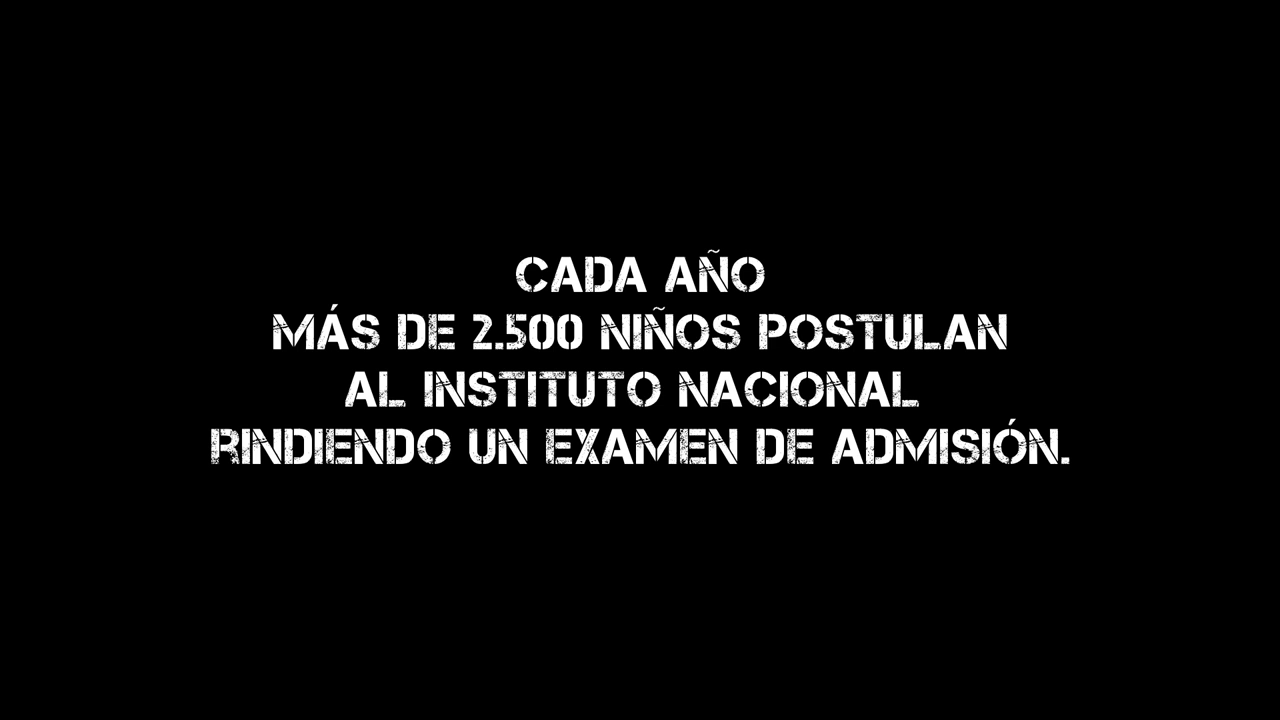 CADA AÑO
MÁS DE 2.500 NIÑOS POSTULAN
AL INSTITUTO NACIONAL
RINDIENDO UN EXAMEN DE ADMISIÓN.